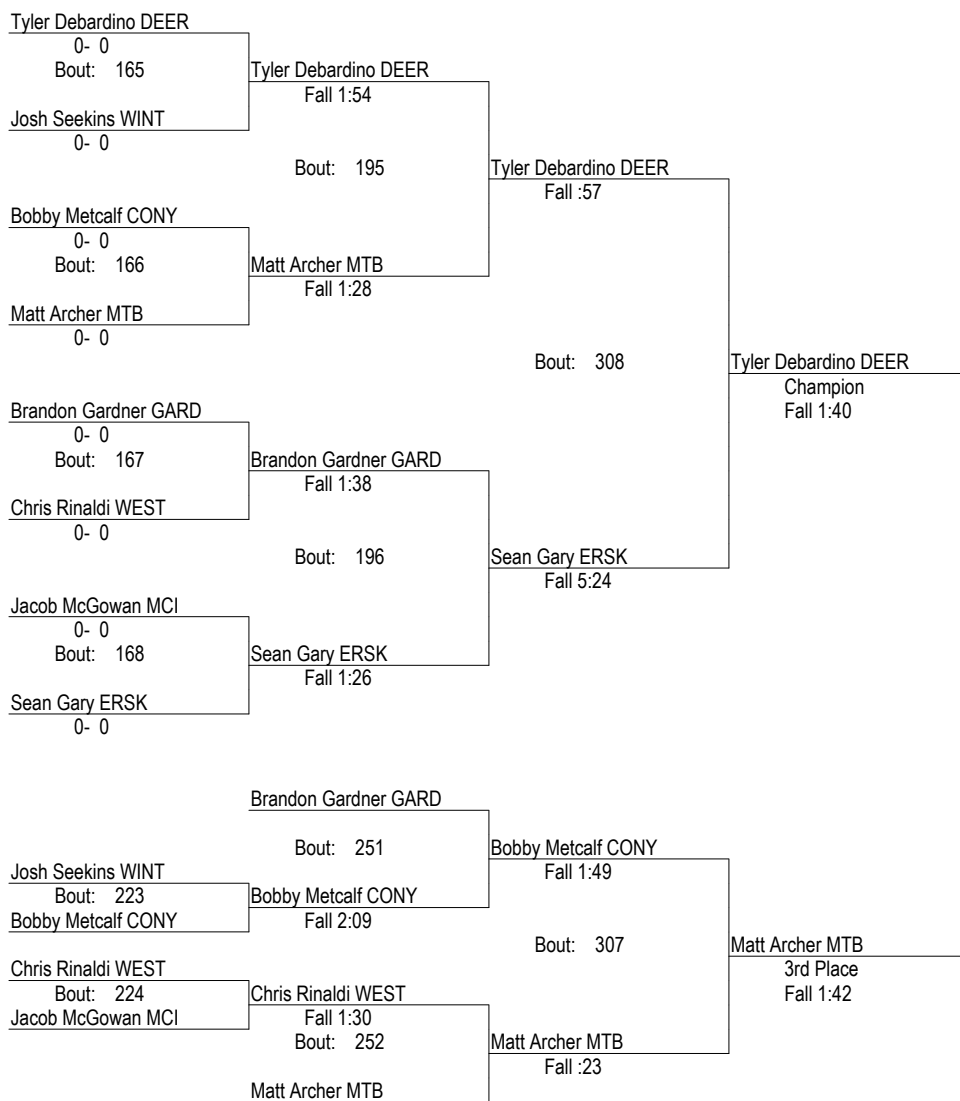 Tyler Debardino DEER
0- 0
Bout: 165
Tyler Debardino DEER
Fall 1:54
Josh Seekins WINT
0- 0
Bout: 195
Tyler Debardino DEER
Fall :57
Bobby Metcalf CONY
0- 0
Bout: 166
Matt Archer MTB
Fall 1:28
Matt Archer MTB
0- 0
Bout: 308
Tyler Debardino DEER
Champion
Fall 1:40
Brandon Gardner GARD
0- 0
Bout: 167
Brandon Gardner GARD
Fall 1:38
Chris Rinaldi WEST
0- 0
Bout: 196
Sean Gary ERSK
Fall 5:24
Jacob McGowan MCI
0- 0
Bout: 168
Sean Gary ERSK
Fall 1:26
Sean Gary ERSK
0- 0
Brandon Gardner GARD
Bout: 251
Bobby Metcalf CONY
Fall 1:49
Josh Seekins WINT
Bout: 223
Bobby Metcalf CONY
Bobby Metcalf CONY
Fall 2:09
Bout: 307
Matt Archer MTB
3rd Place
Fall 1:42
Chris Rinaldi WEST
Bout: 224
Jacob McGowan MCI
Chris Rinaldi WEST
Fall 1:30
Bout: 252
Matt Archer MTB
Fall :23
Matt Archer MTB